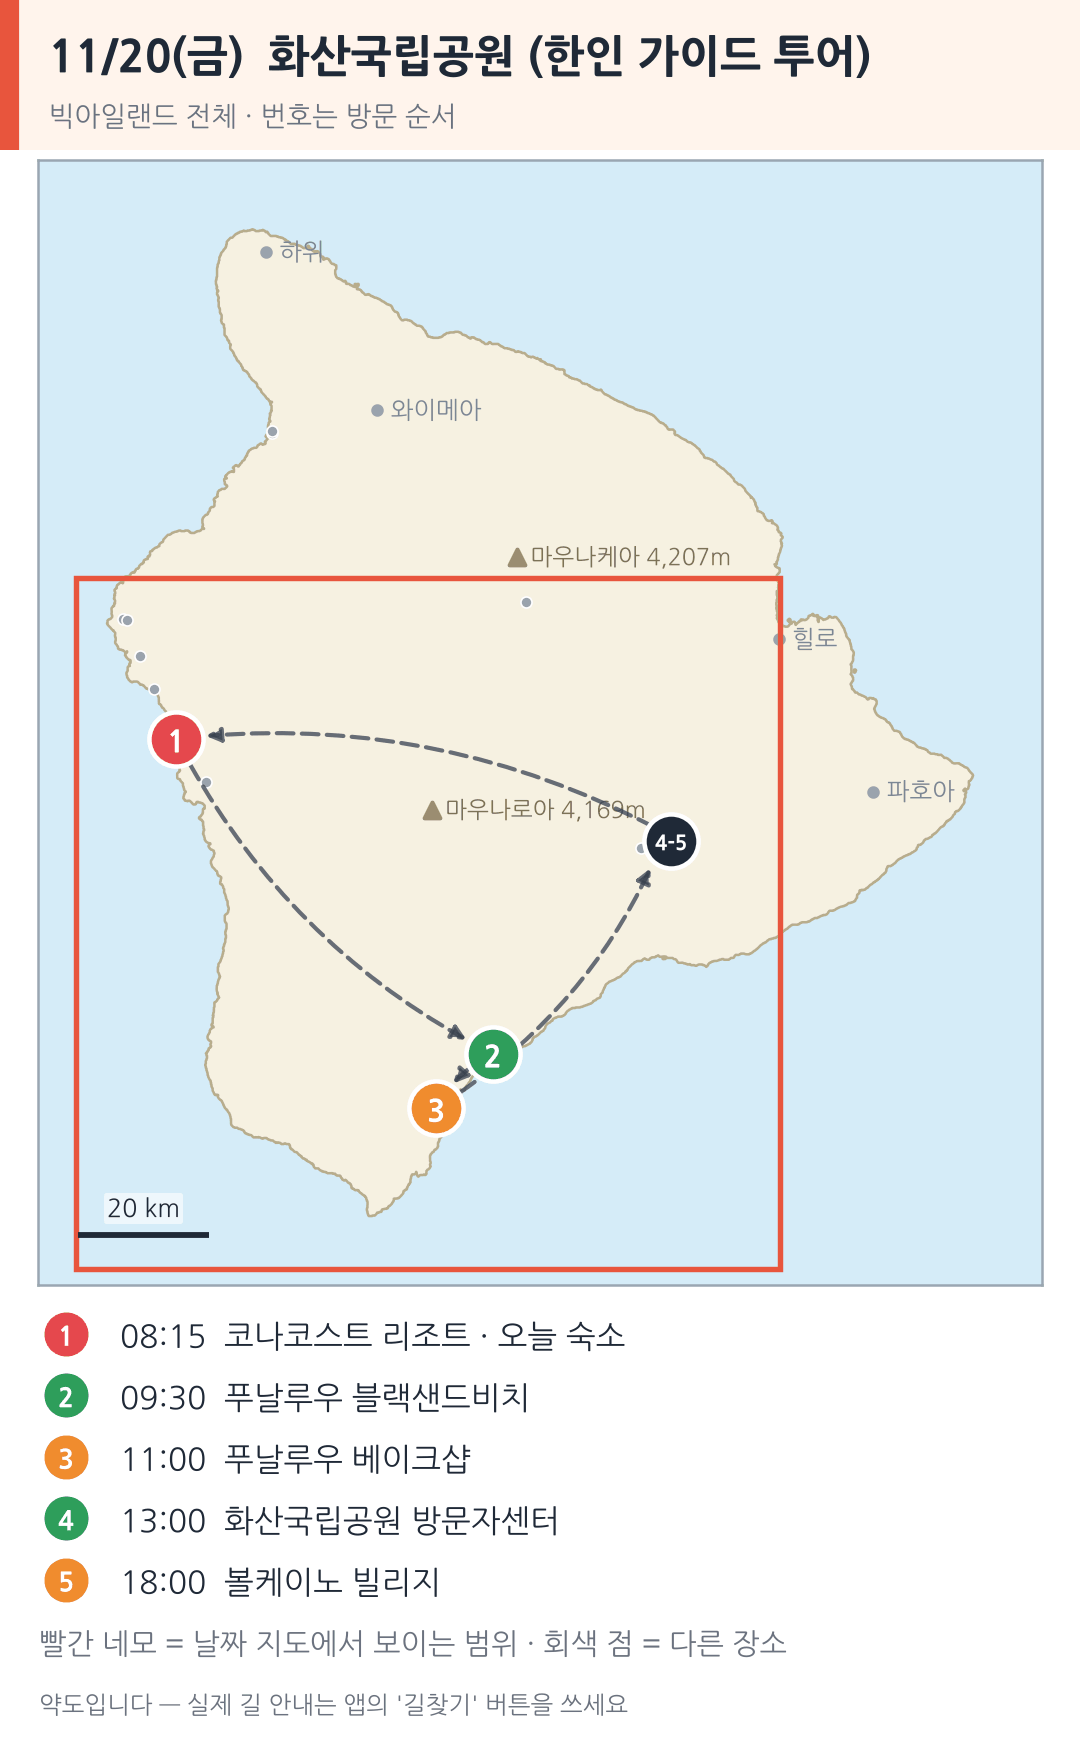 11/20(금) 화산국립공원 (한인 가이드 투어)
빅아일랜드 전체 · 번호는 방문 순서
하위
와이메아
마우나케아 4,207m
힐로
1
파호아
마우나로아 4,169m
4-5
2
3
20 km
1 08:15 코나코스트 리조트 · 오늘 숙소
2 09:30 푸날루우 블랙샌드비치
3 11:00 푸날루우 베이크샵
4 13:00 화산국립공원 방문자센터
5 18:00 볼케이노 빌리지
빨간 네모 = 날짜 지도에서 보이는 범위 · 회색 점 = 다른 장소
약도입니다 — 실제 길 안내는 앱의 '길찾기' 버튼을 쓰세요